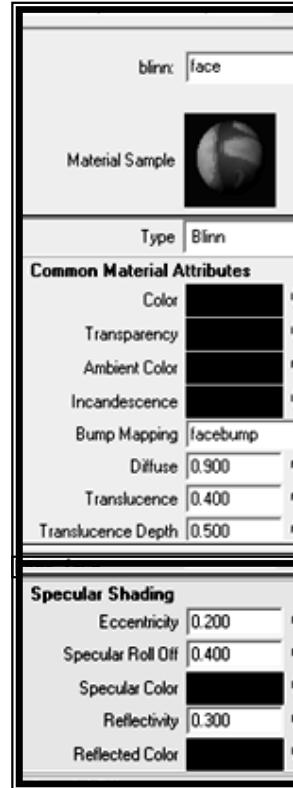 blinn: face
Material Sample
Type Blinn
Common Material Attributes
Color
Transparency
Ambient Color
Incandescence
Bump Mapping facebump
Diffuse 0.900
Translucence 0.400
Translucence Depth 0.500
Specular Shading
Eccentricity 0.200
Specular Roll Off 0.400
Specular Color
Reflectivity 0.300
Reflected Color